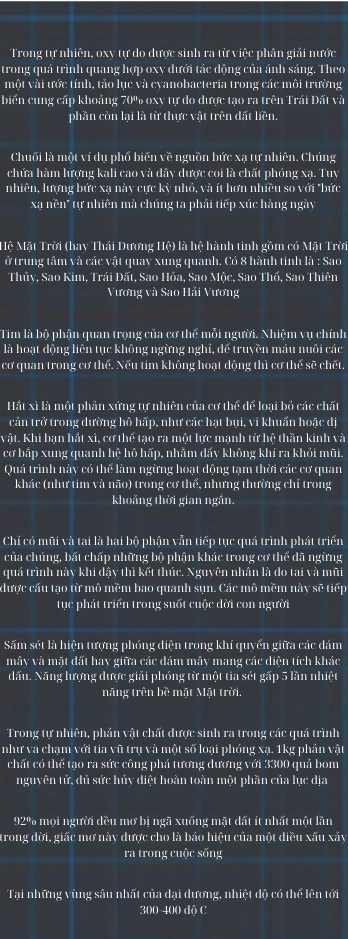 Trong tự nhiên, oxy tự do được sinh ra từ việc phân giải nước
trong quá trình quang hợp oxy dưới tác động của ánh sáng. Theo
một vài ước tính, tảo lục và cyanobacteria trong các môi trường
biển cung cấp khoảng 70% oxy tự do được tạo ra trên Trái Đất và
phần còn lại là từ thực vật trên đất liền.
Chuối là một ví dụ phổ biến về nguồn bức xạ tự nhiên. Chúng
chứa hàm lượng kali cao và đây được coi là chất phóng xạ. Tuy
nhiên, lượng bức xạ này cực kỳ nhỏ, và ít hơn nhiều so với "bức
xạ nền" tự nhiên mà chúng ta phải tiếp xúc hàng ngày
Hệ Mặt Trời (hay Thái Dương Hệ) là hệ hành tinh gồm có Mặt Trời
ở trung tâm và các vật quay xung quanh. Có 8 hành tinh là : Sao
Thủy, Sao Kim, Trái Đất, Sao Hỏa, Sao Mộc, Sao Thổ, Sao Thiên
Vương và Sao Hải Vương
Tim là bộ phận quan trọng của cơ thể mỗi người. Nhiệm vụ chính
là hoạt động liên tục không ngừng nghỉ, để truyền máu nuôi các
cơ quan trong cơ thể. Nếu tim không hoạt động thì cơ thể sẽ chết.
Hắt xì là một phản xứng tự nhiên của cơ thể để loại bỏ các chất
cản trở trong đường hô hấp, như các hạt bụi, vi khuẩn hoặc dị
vật. Khi bạn hắt xì, cơ thể tạo ra một lực mạnh từ hệ thần kinh và
cơ bắp xung quanh hệ hô hấp, nhằm đẩy không khí ra khỏi mũi.
Quá trình này có thể làm ngừng hoạt động tạm thời các cơ quan
khác (như tim và não) trong cơ thể, nhưng thường chỉ trong
khoảng thời gian ngắn.
Chỉ có mũi và tai là hai bộ phận vẫn tiếp tục quá trình phát triển
của chúng, bất chấp những bộ phận khác trong cơ thể đã ngừng
quá trình này khi dậy thì kết thúc. Nguyên nhân là do tai và mũi
được cấu tạo từ mô mềm bao quanh sụn. Các mô mềm này sẽ tiếp
tục phát triển trong suốt cuộc đời con người
Sấm sét là hiện tượng phóng điện trong khí quyển giữa các đám
mây và mặt đất hay giữa các đám mây mang các điện tích khác
dấu. Năng lượng được giải phóng từ một tia sét gấp 5 lần nhiệt
năng trên bề mặt Mặt trời.
Trong tự nhiên, phản vật chất được sinh ra trong các quá trình
như va chạm với tia vũ trụ và một số loại phóng xạ. 1kg phản vật
chất có thể tạo ra sức công phá tương đương với 3300 quả bom
nguyên tử, đủ sức hủy diệt hoàn toàn một phần của lục địa
92% mọi người đều mơ bị ngã xuống mặt đất ít nhất một lần
trong đời, giấc mơ này được cho là báo hiệu của một điều xấu xảy
ra trong cuộc sống
Tại những vùng sâu nhất của đại dương, nhiệt độ có thể lên tới
300-400 độ C